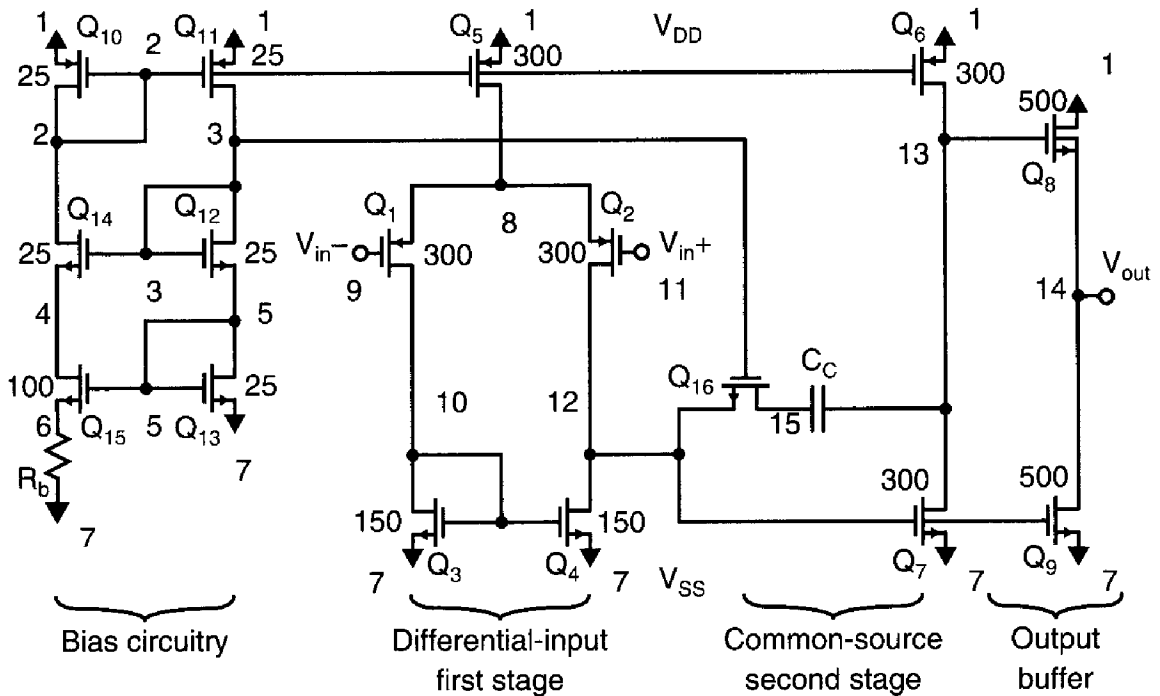 1 Q10 Q11 1 Q5 1 VDD Q6 1
2 25 300 1
25 300 500
2 3 13 Q8
Q14 Q12 Q1 8 Q2
25 25 Vin− 300 300 Vin+
4 3 5 9 11 14 Vout
100 25 Q16 CC
6 Q15 5 Q13 10 12 15
Rb 7 300 500
7 150 150
7 Q3 Q4 7 VSS Q7 7 Q9 7
Bias circuitry Differential-input Common-source Output
first stage second stage buffer